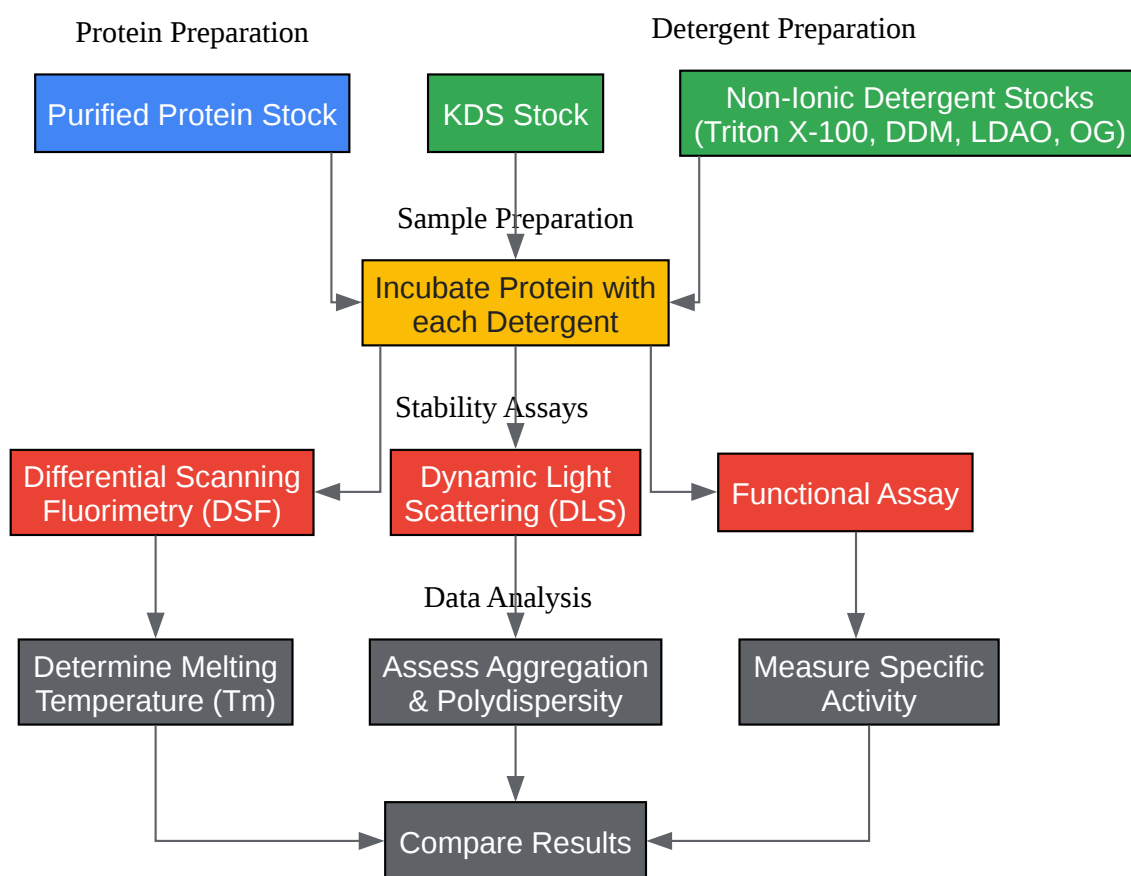 Protein Preparation
Detergent Preparation
Purified Protein Stock
KDS Stock
Non-Ionic Detergent Stocks
(Triton X-100, DDM, LDAO, OG)
Sample Preparation
Incubate Protein with
each Detergent
Stability Assays
Differential Scanning
Fluorimetry (DSF)
Dynamic Light
Scattering (DLS)
Functional Assay
Data Analysis
Determine Melting
Temperature (Tm)
Assess Aggregation
& Polydispersity
Measure Specific
Activity
Compare Results